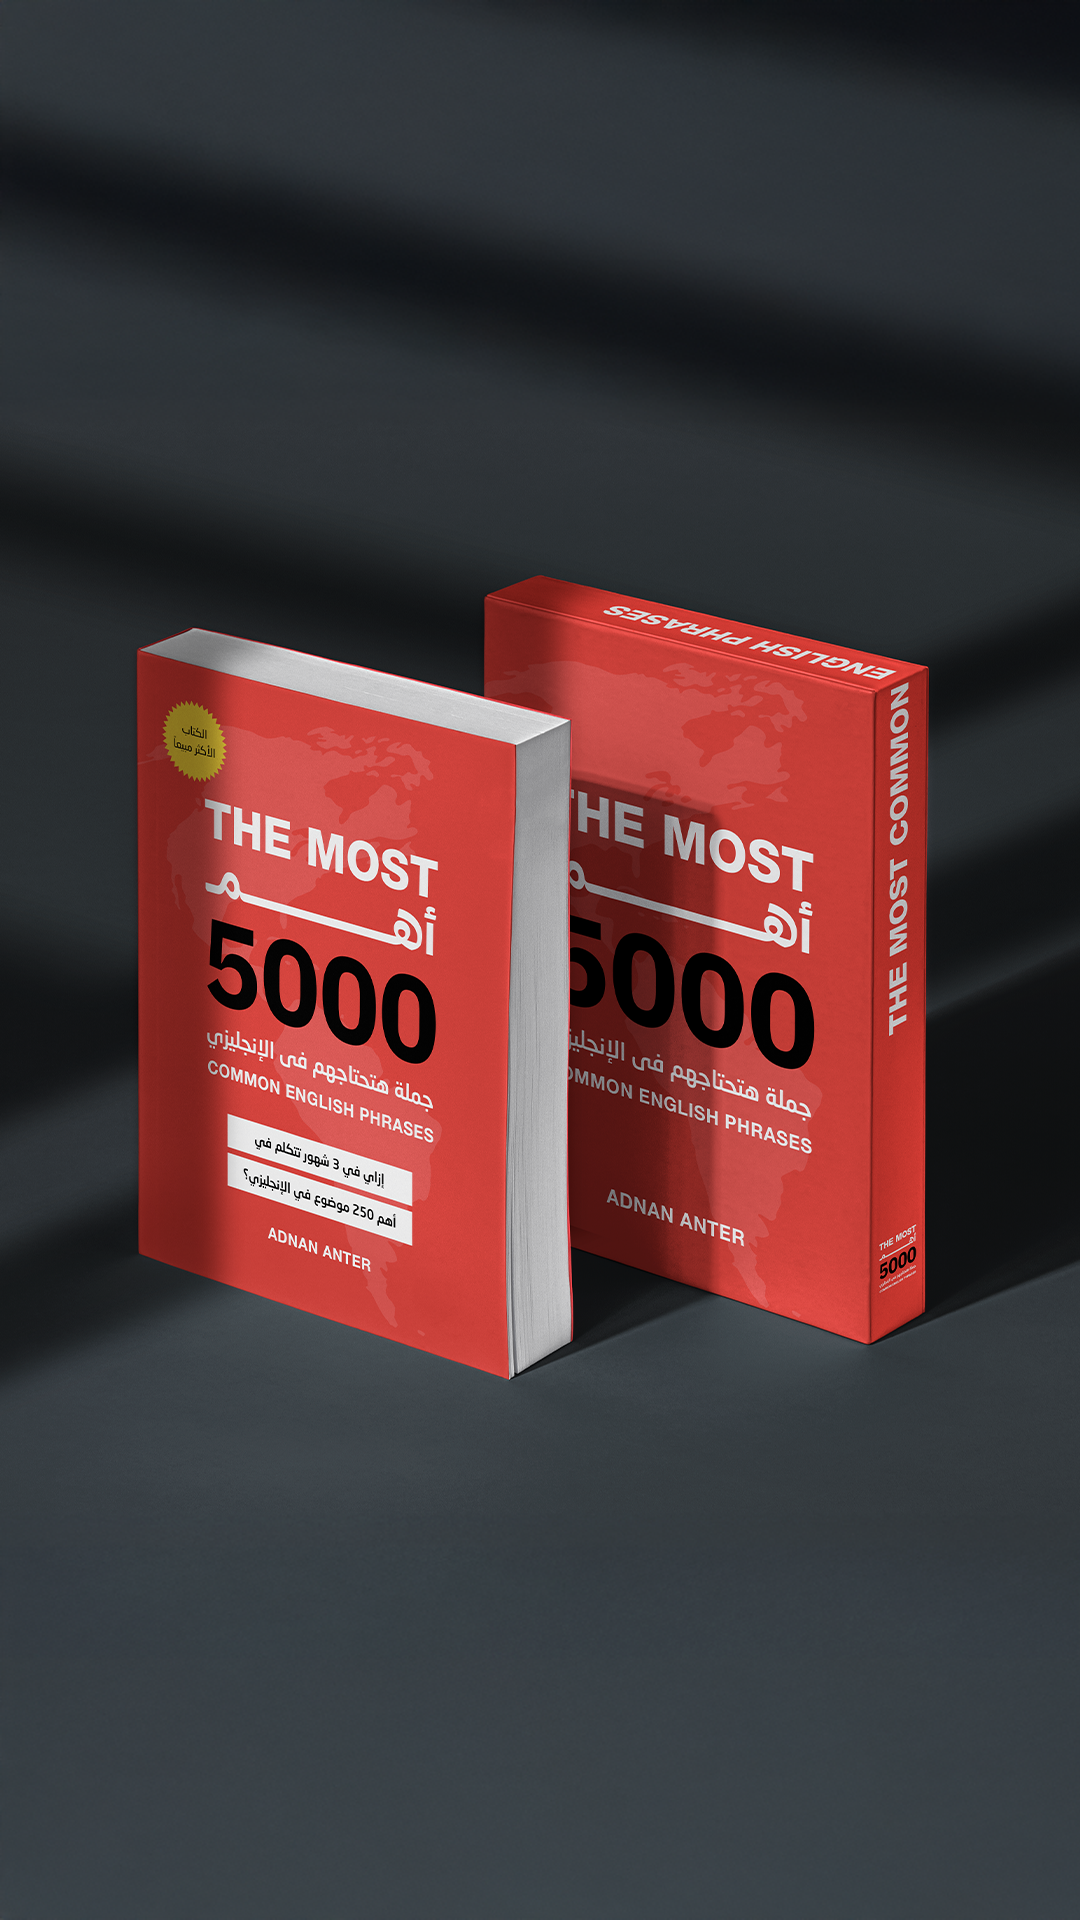 الكتاب
الأكثر مبيعاً
THE MOST
أهـــم
5000
جملة هتحتاجهم فى الإنجليزي
COMMON ENGLISH PHRASES
إزاي في 3 شهور تتكلم في
أهم 250 موضوع في الإنجليزي؟
ADNAN ANTER
ENGLISH PHRASES
THE MOST
أهـــم
5000
جملة هتحتاجهم فى
COMMON ENGLISH PHRASES
ADNAN ANTER
THE MOST COMMON
THE MOST
أهـــم
5000